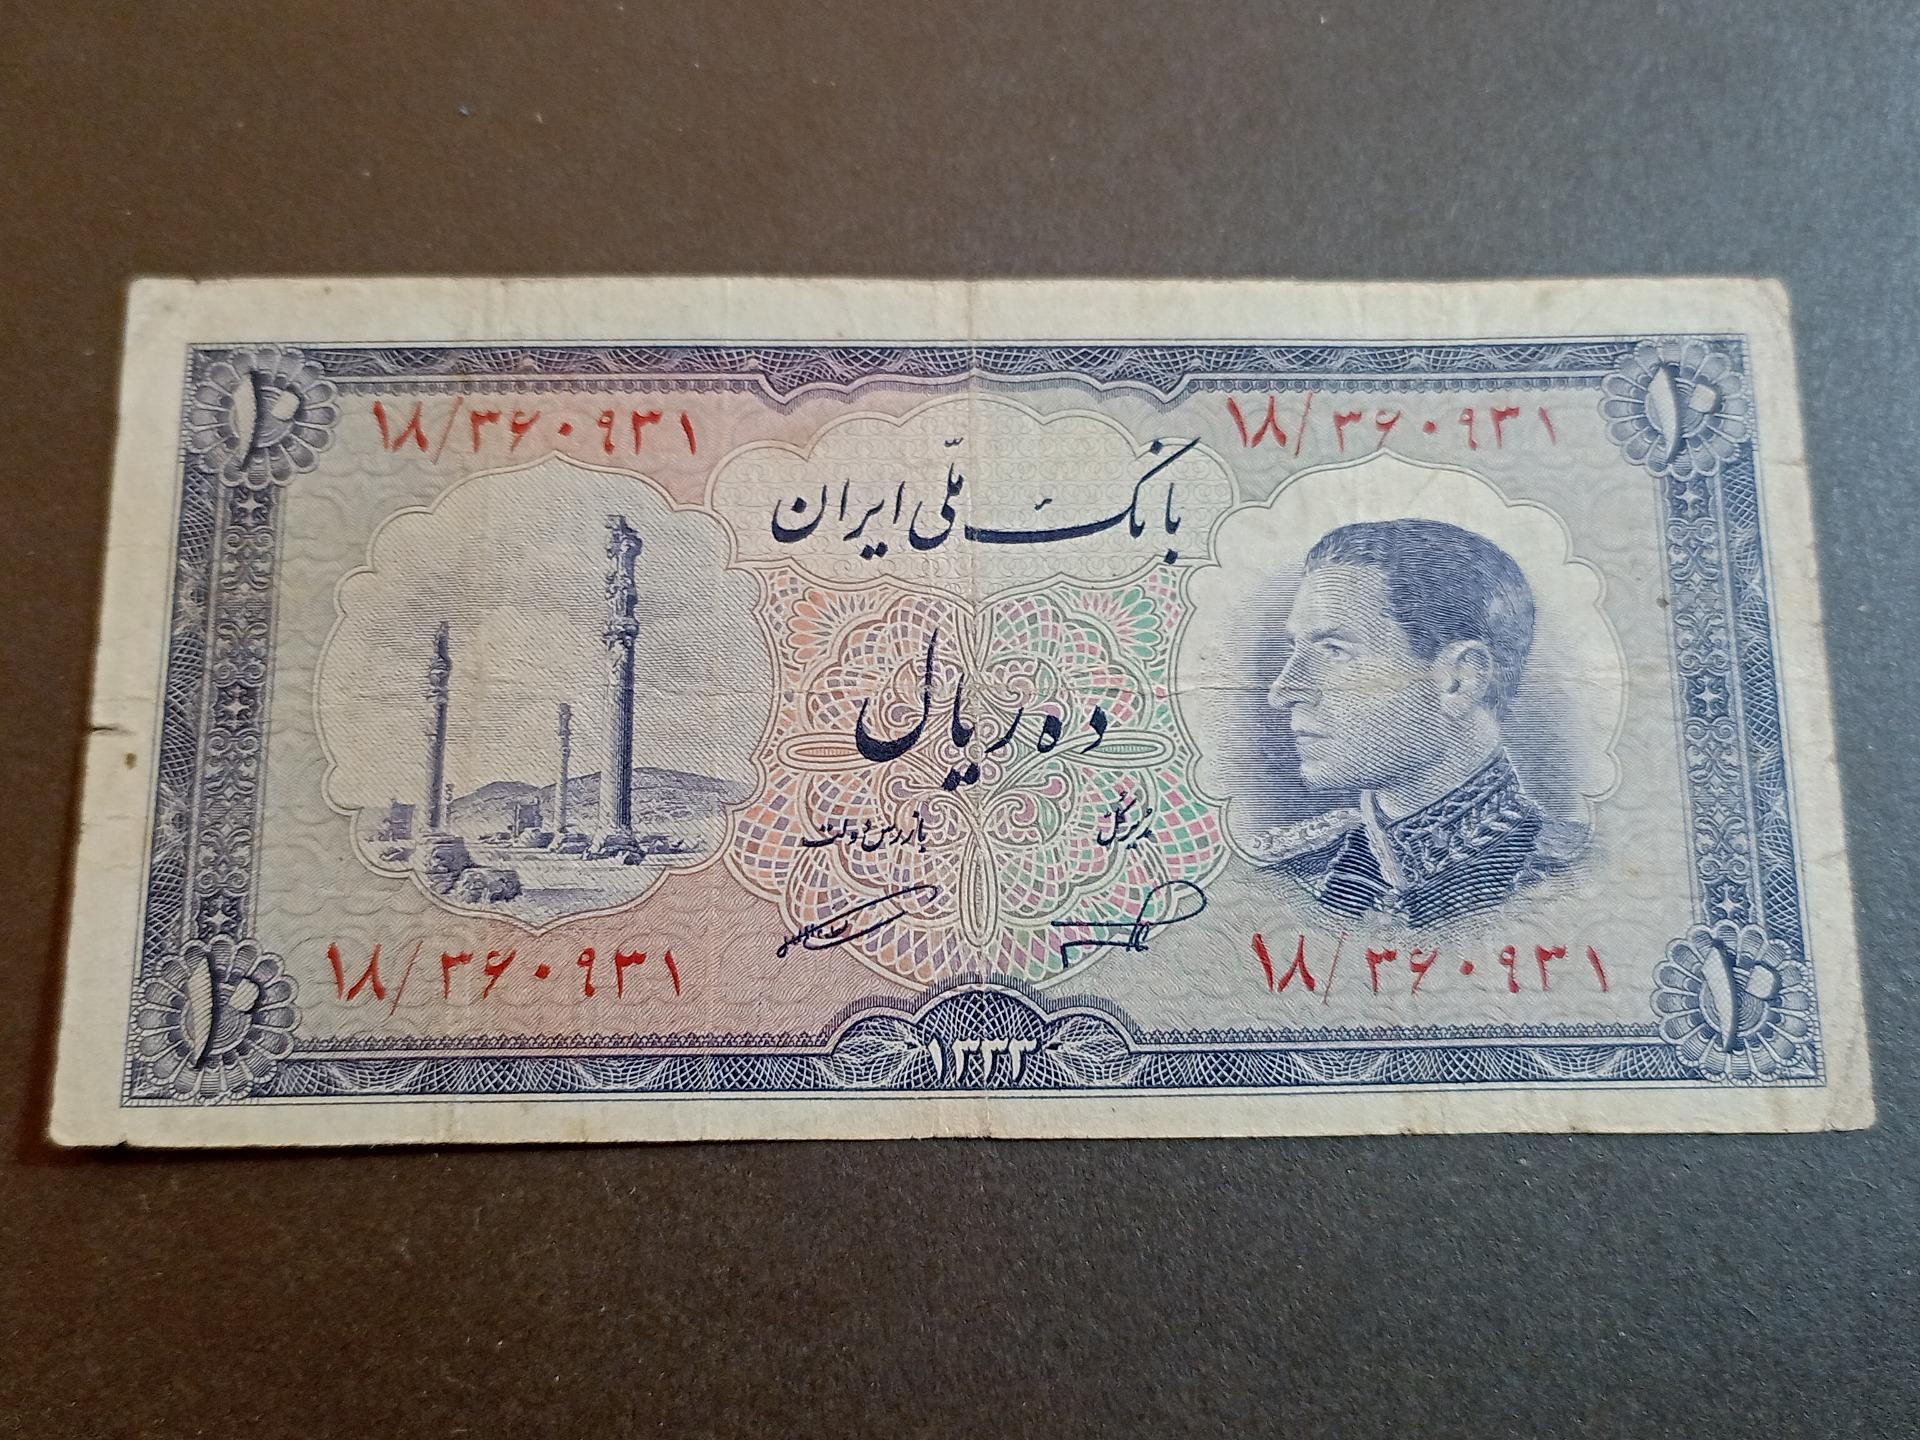 ۱۰
۱۸/۳۶۰۹۳۱
۱۸/۳۶۰۹۳۱
۱۰
بانک ملّی ایران
ده ریال
مدیر کل
بازرس دولت
۱۸/۳۶۰۹۳۱
۱۸/۳۶۰۹۳۱
۱۰
۱۳۳۳
۱۰